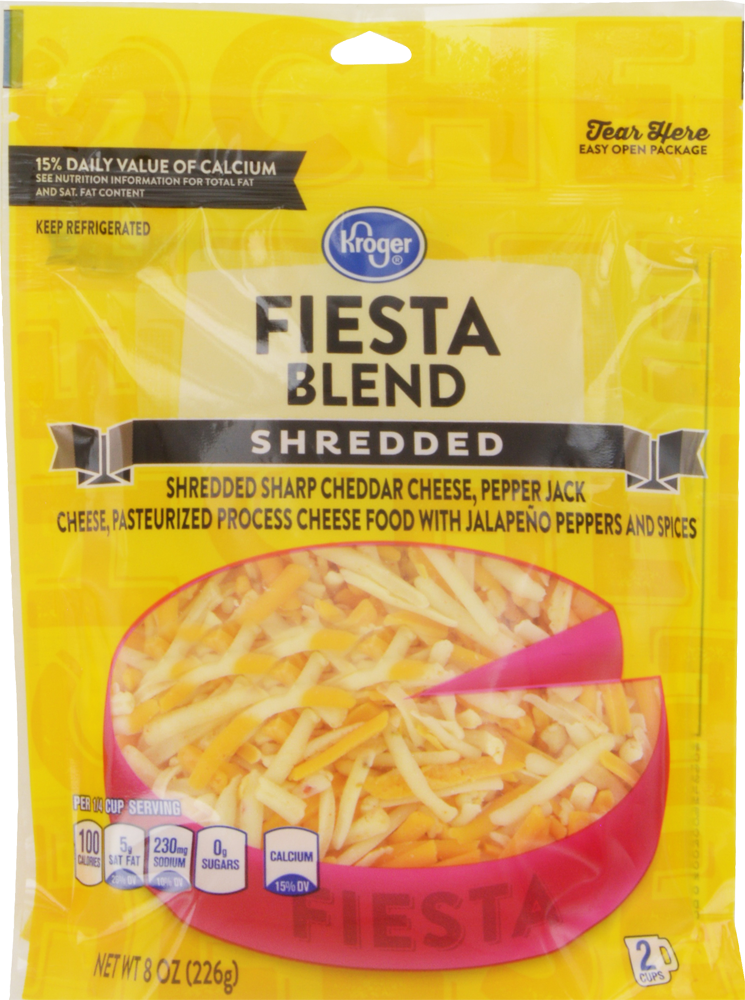 Tear Here
EASY OPEN PACKAGE
15% DAILY VALUE OF CALCIUM
SEE NUTRITION INFORMATION FOR TOTAL FAT
AND SAT. FAT CONTENT
KEEP REFRIGERATED
Kroger®
FIESTA
BLEND
SHREDDED
SHREDDED SHARP CHEDDAR CHEESE, PEPPER JACK
CHEESE, PASTEURIZED PROCESS CHEESE FOOD WITH JALAPEÑO PEPPERS AND SPICES
PER 1/4 CUP SERVING
100
CALORIES
5g
SAT FAT
230mg
SODIUM
10% DV
0g
SUGARS
CALCIUM
15% DV
FIESTA
NET WT 8 OZ (226g)
2
CUPS